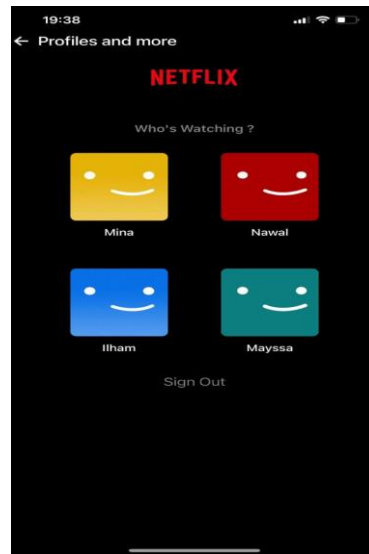 19:38
← Profiles and more
NETFLIX
Who's Watching ?
Mina Nawal
Ilham Mayssa
Sign Out